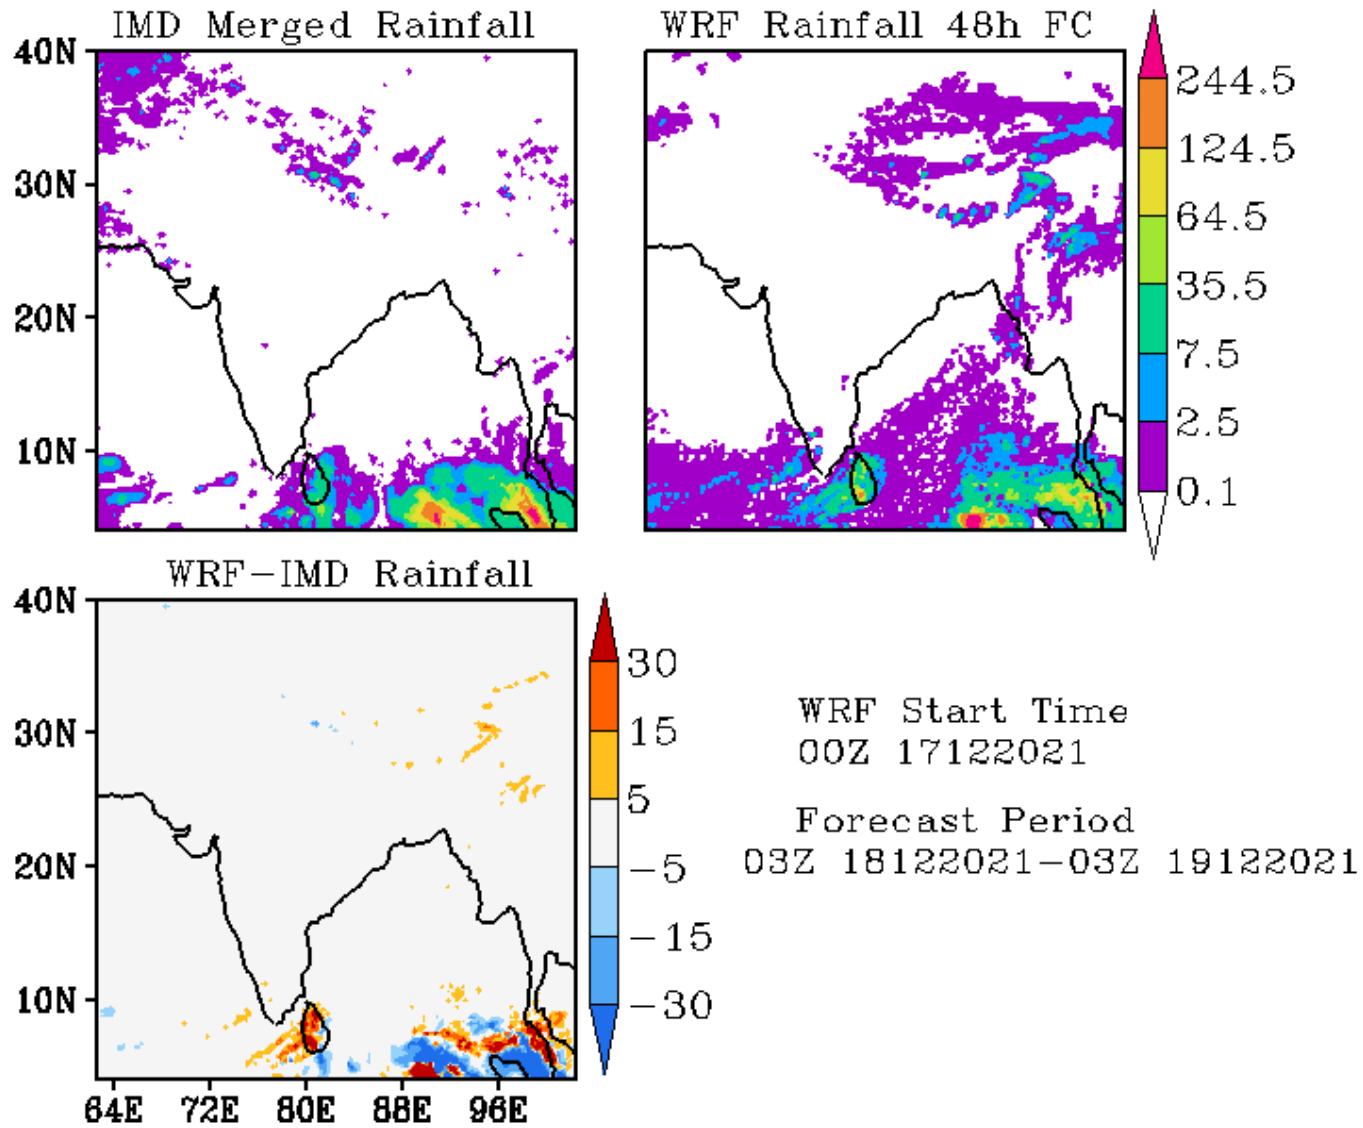 IMD Merged Rainfall
WRF Rainfall 48h FC
40N
30N
20N
10N
244.5
124.5
64.5
35.5
7.5
2.5
0.1
WRF-IMD Rainfall
40N
30N
20N
10N
64E 72E 80E 88E 96E
30
15
5
-5
-15
-30
WRF Start Time
00Z 17122021
Forecast Period
03Z 18122021-03Z 19122021